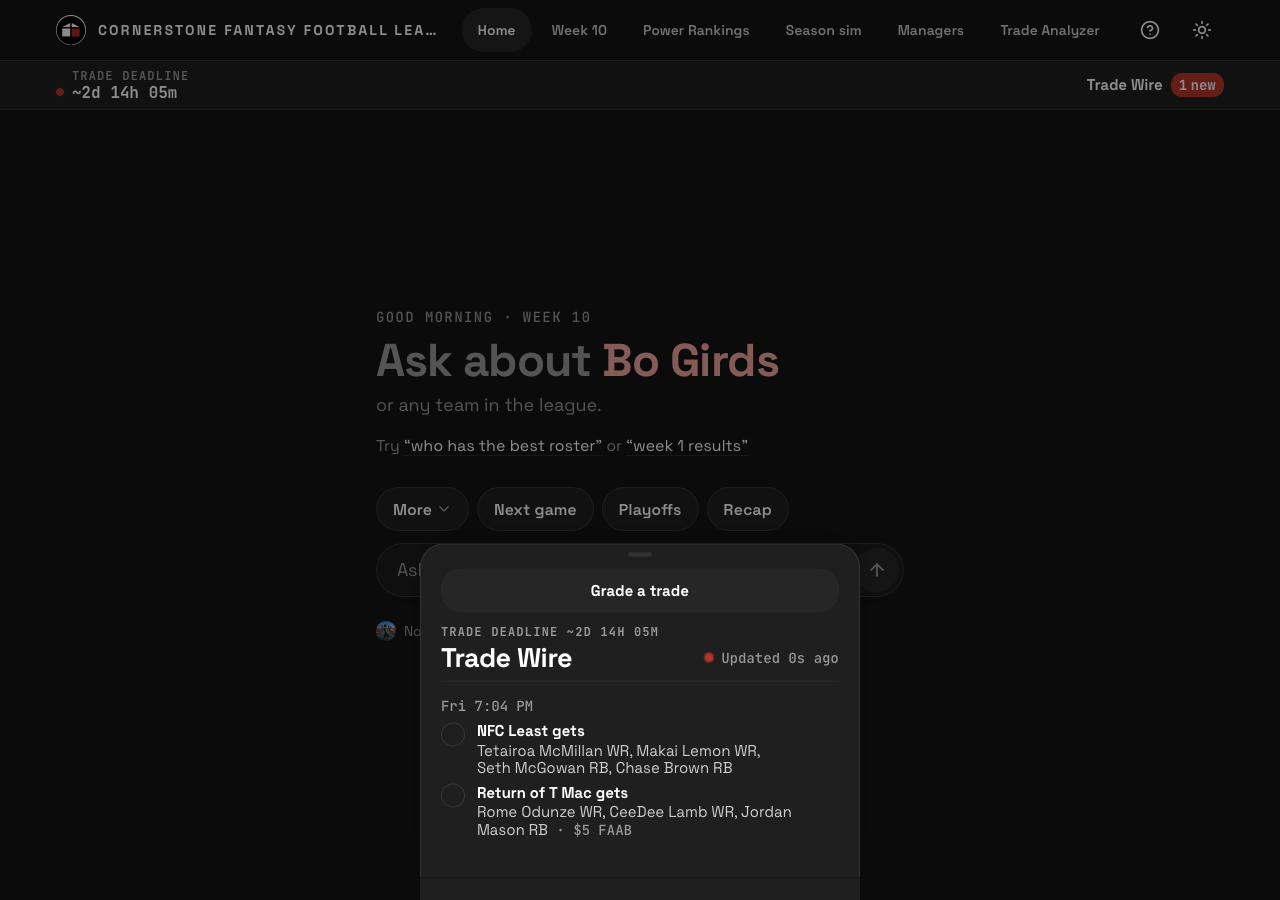 CORNERSTONE FANTASY FOOTBALL LEA…
Home
Week 10
Power Rankings
Season sim
Managers
Trade Analyzer
TRADE DEADLINE
~2d 14h 05m
Trade Wire
1 new
GOOD MORNING · WEEK 10
Ask about Bo Girds
or any team in the league.
Try “who has the best roster” or “week 1 results”
More
Next game
Playoffs
Recap
Grade a trade
TRADE DEADLINE ~2D 14H 05M
Trade Wire
Updated 0s ago
Fri 7:04 PM
NFC Least gets
Tetairoa McMillan WR, Makai Lemon WR,
Seth McGowan RB, Chase Brown RB
Return of T Mac gets
Rome Odunze WR, CeeDee Lamb WR, Jordan
Mason RB · $5 FAAB